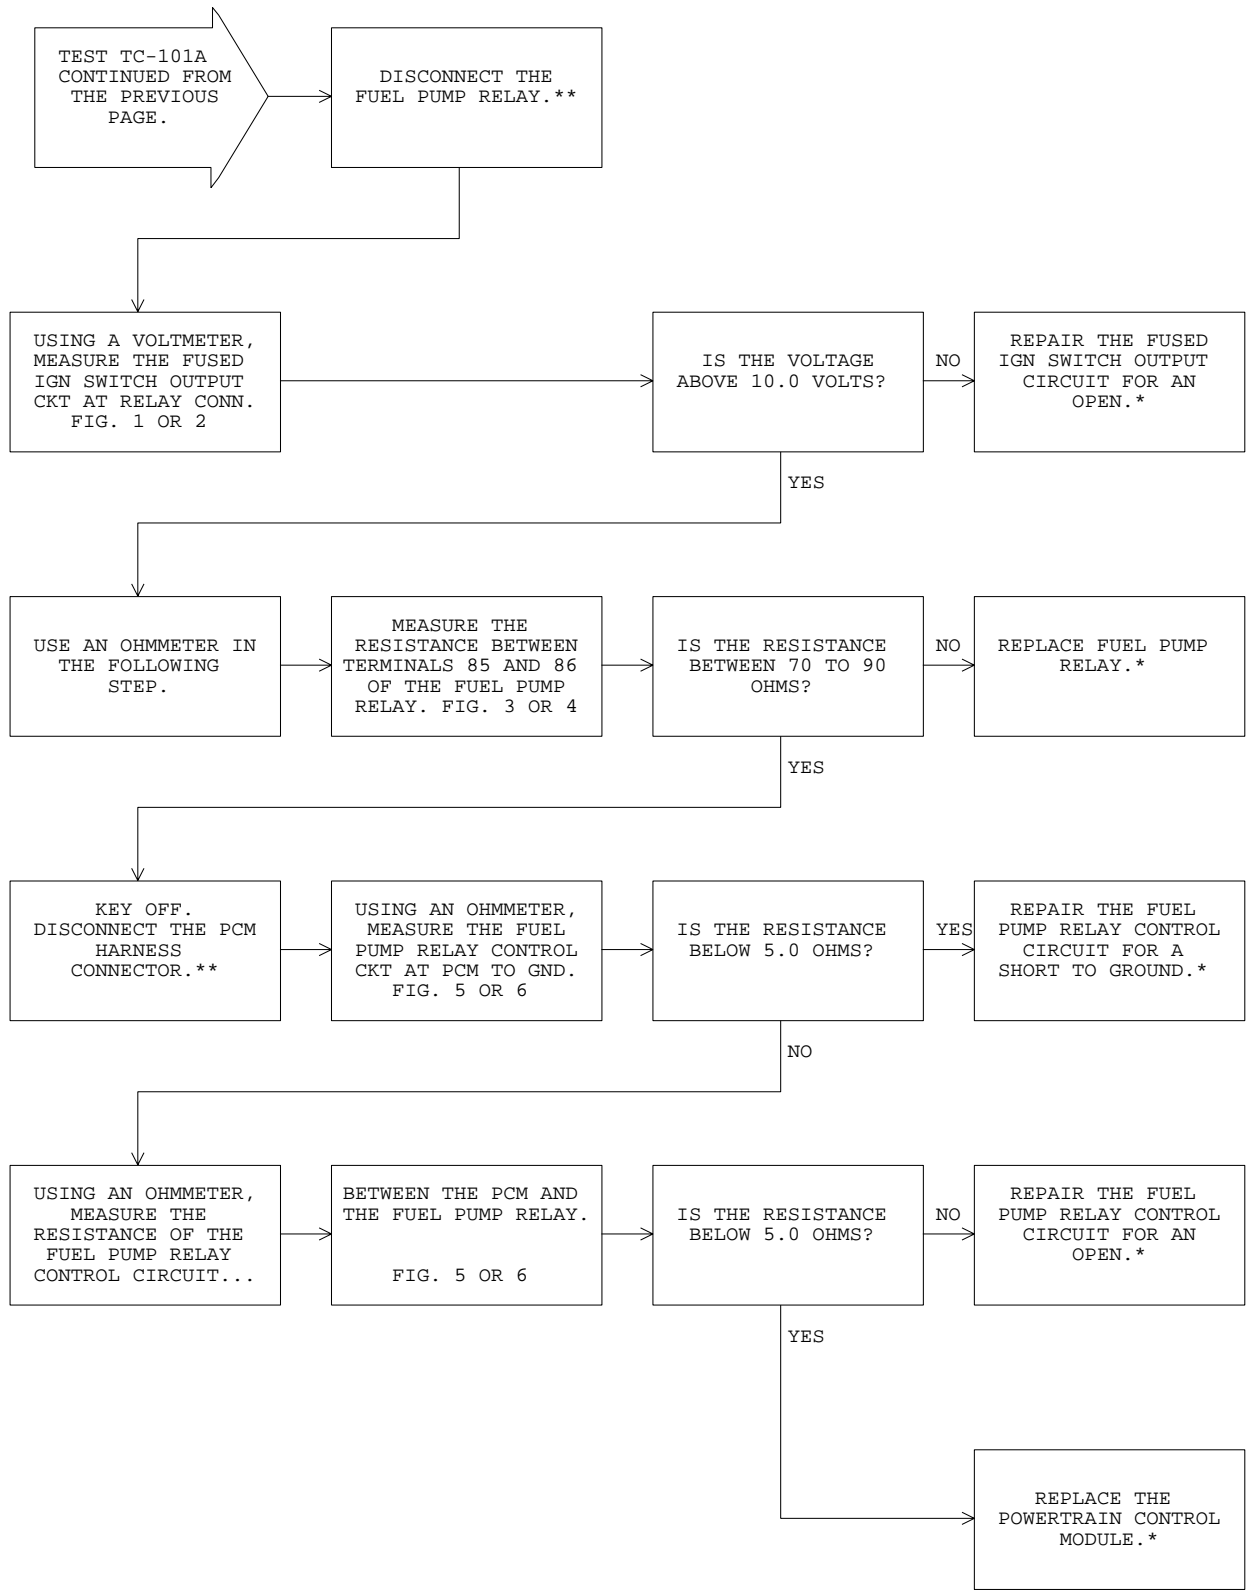 TEST TC-101A
CONTINUED FROM
THE PREVIOUS
PAGE.
DISCONNECT THE
FUEL PUMP RELAY.**
USING A VOLTMETER,
MEASURE THE FUSED
IGN SWITCH OUTPUT
CKT AT RELAY CONN.
FIG. 1 OR 2
IS THE VOLTAGE
ABOVE 10.0 VOLTS?
NO
REPAIR THE FUSED
IGN SWITCH OUTPUT
CIRCUIT FOR AN
OPEN.*
YES
USE AN OHMMETER IN
THE FOLLOWING
STEP.
MEASURE THE
RESISTANCE BETWEEN
TERMINALS 85 AND 86
OF THE FUEL PUMP
RELAY. FIG. 3 OR 4
IS THE RESISTANCE
BETWEEN 70 TO 90
OHMS?
NO
REPLACE FUEL PUMP
RELAY.*
YES
KEY OFF.
DISCONNECT THE PCM
HARNESS
CONNECTOR.**
USING AN OHMMETER,
MEASURE THE FUEL
PUMP RELAY CONTROL
CKT AT PCM TO GND.
FIG. 5 OR 6
IS THE RESISTANCE
BELOW 5.0 OHMS?
YES
REPAIR THE FUEL
PUMP RELAY CONTROL
CIRCUIT FOR A
SHORT TO GROUND.*
NO
USING AN OHMMETER,
MEASURE THE
RESISTANCE OF THE
FUEL PUMP RELAY
CONTROL CIRCUIT...
BETWEEN THE PCM AND
THE FUEL PUMP RELAY.
FIG. 5 OR 6
IS THE RESISTANCE
BELOW 5.0 OHMS?
NO
REPAIR THE FUEL
PUMP RELAY CONTROL
CIRCUIT FOR AN
OPEN.*
YES
REPLACE THE
POWERTRAIN CONTROL
MODULE.*